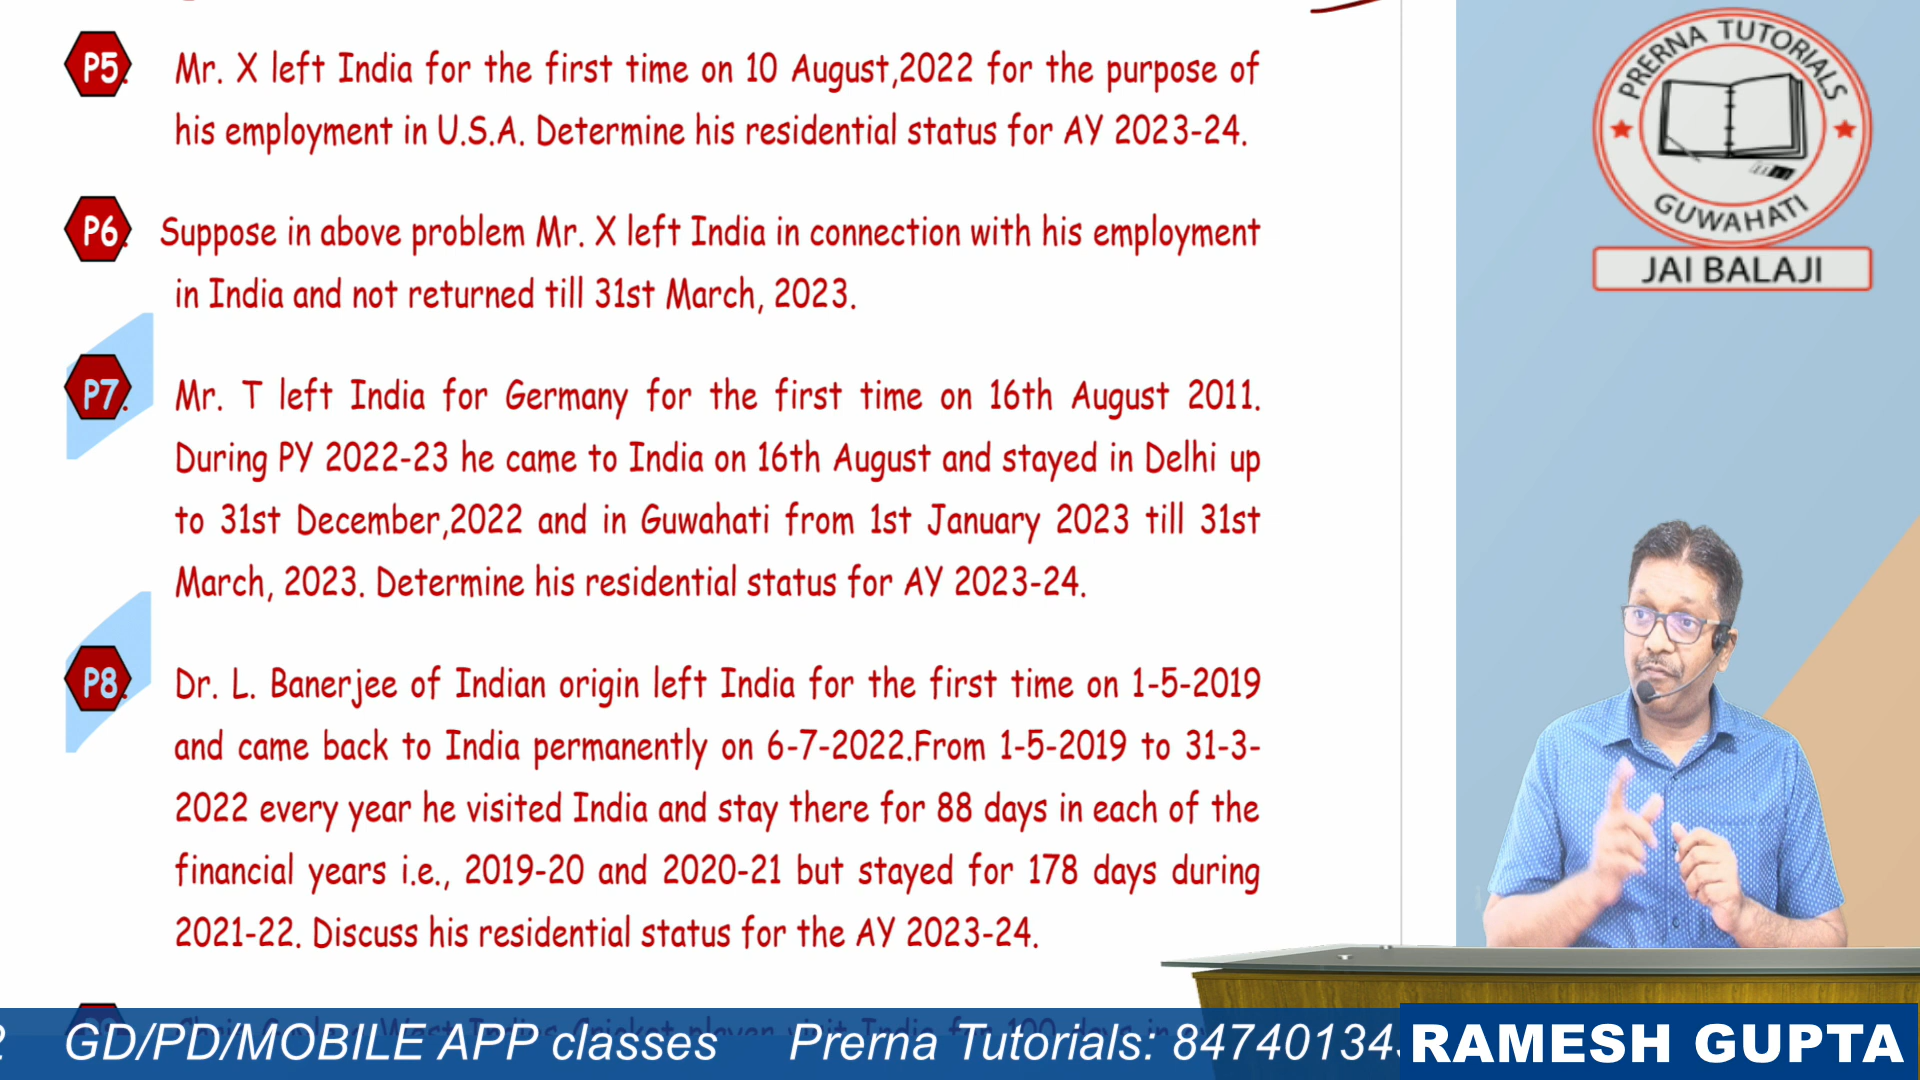 P5.
Mr. X left India for the first time on 10 August,2022 for the purpose of
his employment in U.S.A. Determine his residential status for AY 2023-24.
P6.
Suppose in above problem Mr. X left India in connection with his employment
in India and not returned till 31st March, 2023.
P7.
Mr. T left India for Germany for the first time on 16th August 2011.
During PY 2022-23 he came to India on 16th August and stayed in Delhi up
to 31st December,2022 and in Guwahati from 1st January 2023 till 31st
March, 2023. Determine his residential status for AY 2023-24.
P8.
Dr. L. Banerjee of Indian origin left India for the first time on 1-5-2019
and came back to India permanently on 6-7-2022.From 1-5-2019 to 31-3-
2022 every year he visited India and stay there for 88 days in each of the
financial years i.e., 2019-20 and 2020-21 but stayed for 178 days during
2021-22. Discuss his residential status for the AY 2023-24.
PRERNA TUTORIALS
GUWAHATI
JAI BALAJI
GD/PD/MOBILE APP classes Prerna Tutorials: 84740134
RAMESH GUPTA